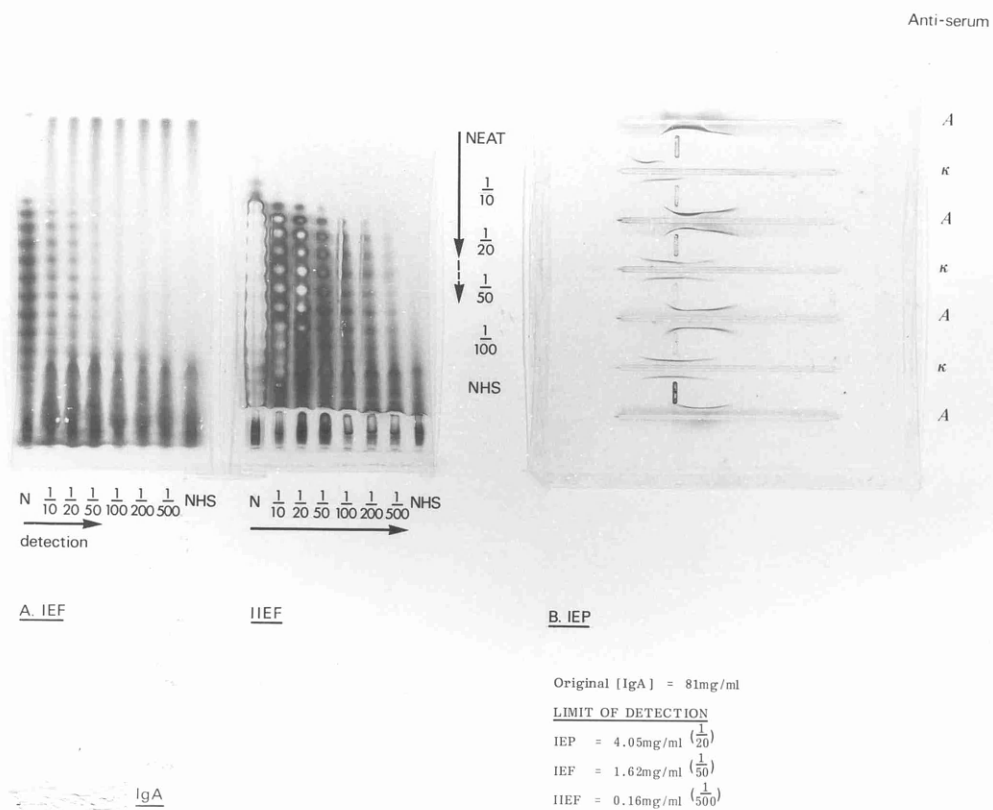 Anti-serum
NEAT
1/10
1/20
1/50
1/100
NHS
A
κ
A
κ
A
κ
A
N 1/10 1/20 1/50 1/100 1/200 1/500 NHS
detection
N 1/10 1/20 1/50 1/100 1/200 1/500 NHS
A. IEF
IIEF
B. IEP
Original [IgA] = 81mg/ml
LIMIT OF DETECTION
IEP = 4.05mg/ml (1/20)
IEF = 1.62mg/ml (1/50)
IIEF = 0.16mg/ml (1/500)
IgA